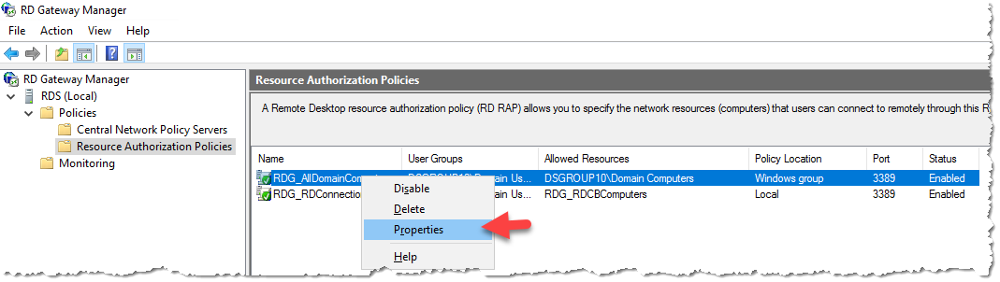 RD Gateway Manager
File Action View Help
RD Gateway Manager
RDS (Local)
Policies
Central Network Policy Servers
Resource Authorization Policies
Monitoring
Resource Authorization Policies
A Remote Desktop resource authorization policy (RD RAP) allows you to specify the network resources (computers) that users can connect to remotely through this R
Name User Groups Allowed Resources Policy Location Port Status
RDG_AllDomainCom DSGROUP10\Domain Us... DSGROUP10\Domain Computers Windows group 3389 Enabled
RDG_RDConnectio ain Us... RDG_RDCBComputers Local 3389 Enabled
Disable
Delete
Properties
Help